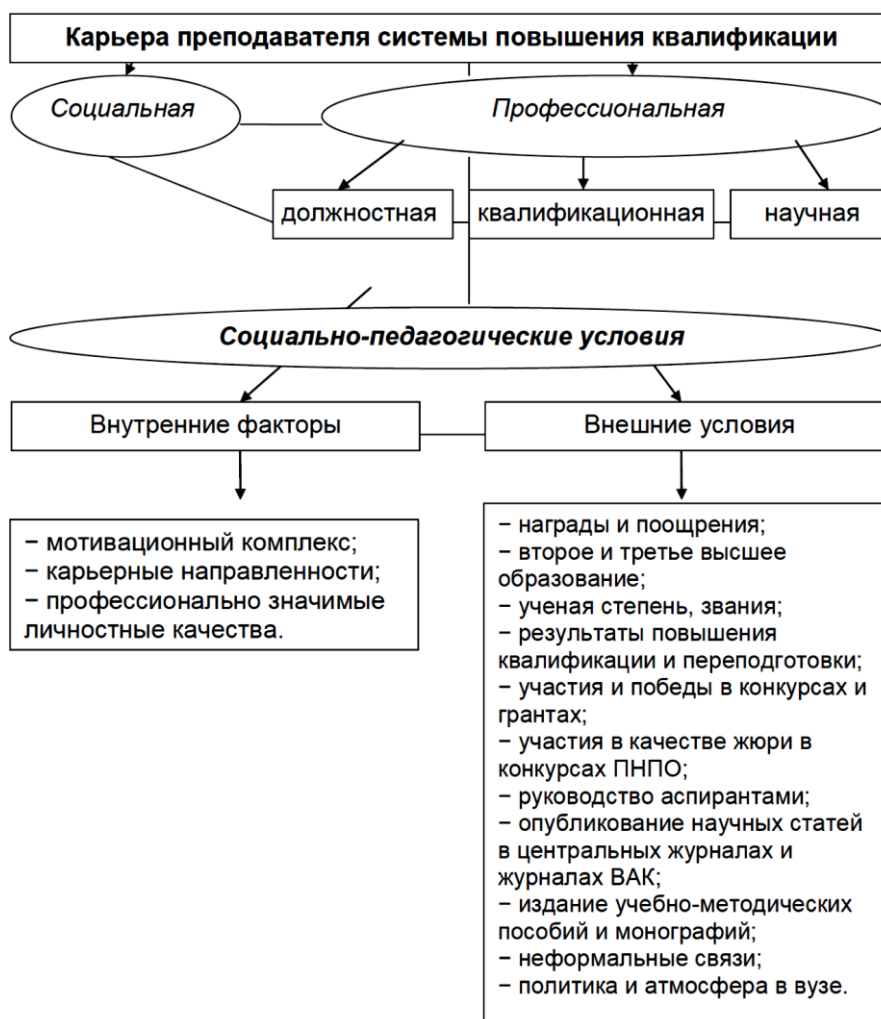 Карьера преподавателя системы повышения квалификации
Социальная
Профессиональная
должностная
квалификационная
научная
Социально-педагогические условия
Внутренние факторы
Внешние условия
− мотивационный комплекс;
− карьерные направленности;
− профессионально значимые
личностные качества.
− награды и поощрения;
− второе и третье высшее
образование;
− ученая степень, звания;
− результаты повышения
квалификации и переподготовки;
− участия и победы в конкурсах и
грантах;
− участия в качестве жюри в
конкурсах ПНПО;
− руководство аспирантами;
− опубликование научных статей
в центральных журналах и
журналах ВАК;
− издание учебно-методических
пособий и монографий;
− неформальные связи;
− политика и атмосфера в вузе.